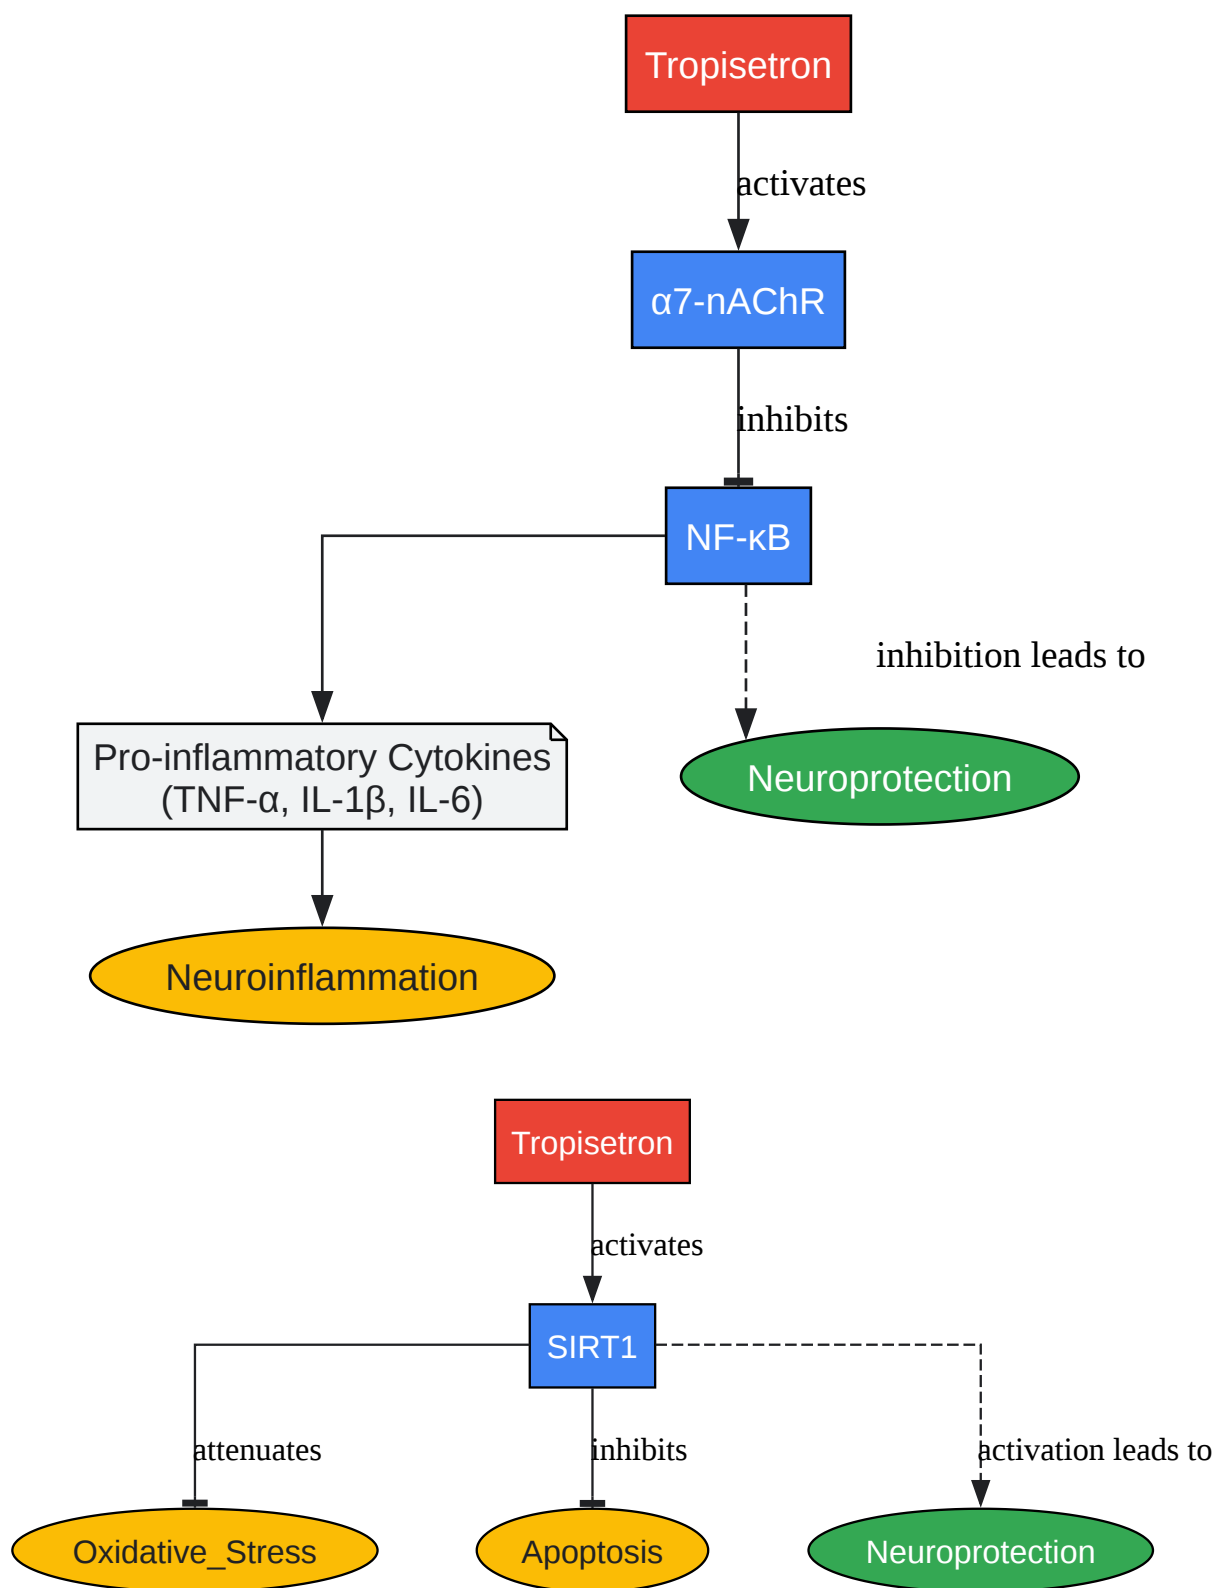 Tropisetron
activates
α7-nAChR
inhibits
NF-κB
inhibition leads to
Pro-inflammatory Cytokines
(TNF-α, IL-1β, IL-6)
Neuroprotection
Neuroinflammation
Tropisetron
activates
SIRT1
attenuates
inhibits
activation leads to
Oxidative_Stress
Apoptosis
Neuroprotection